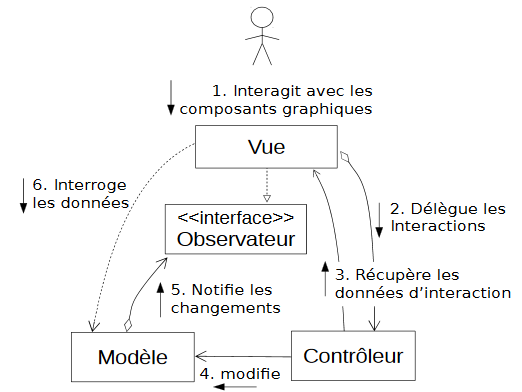 1. Interagit avec les
composants graphiques
Vue
6. Interroge
les données
<<interface>>
Observateur
2. Délègue les
Interactions
3. Récupère les
données d’interaction
5. Notifie les
changements
Modèle
Contrôleur
4. modifie